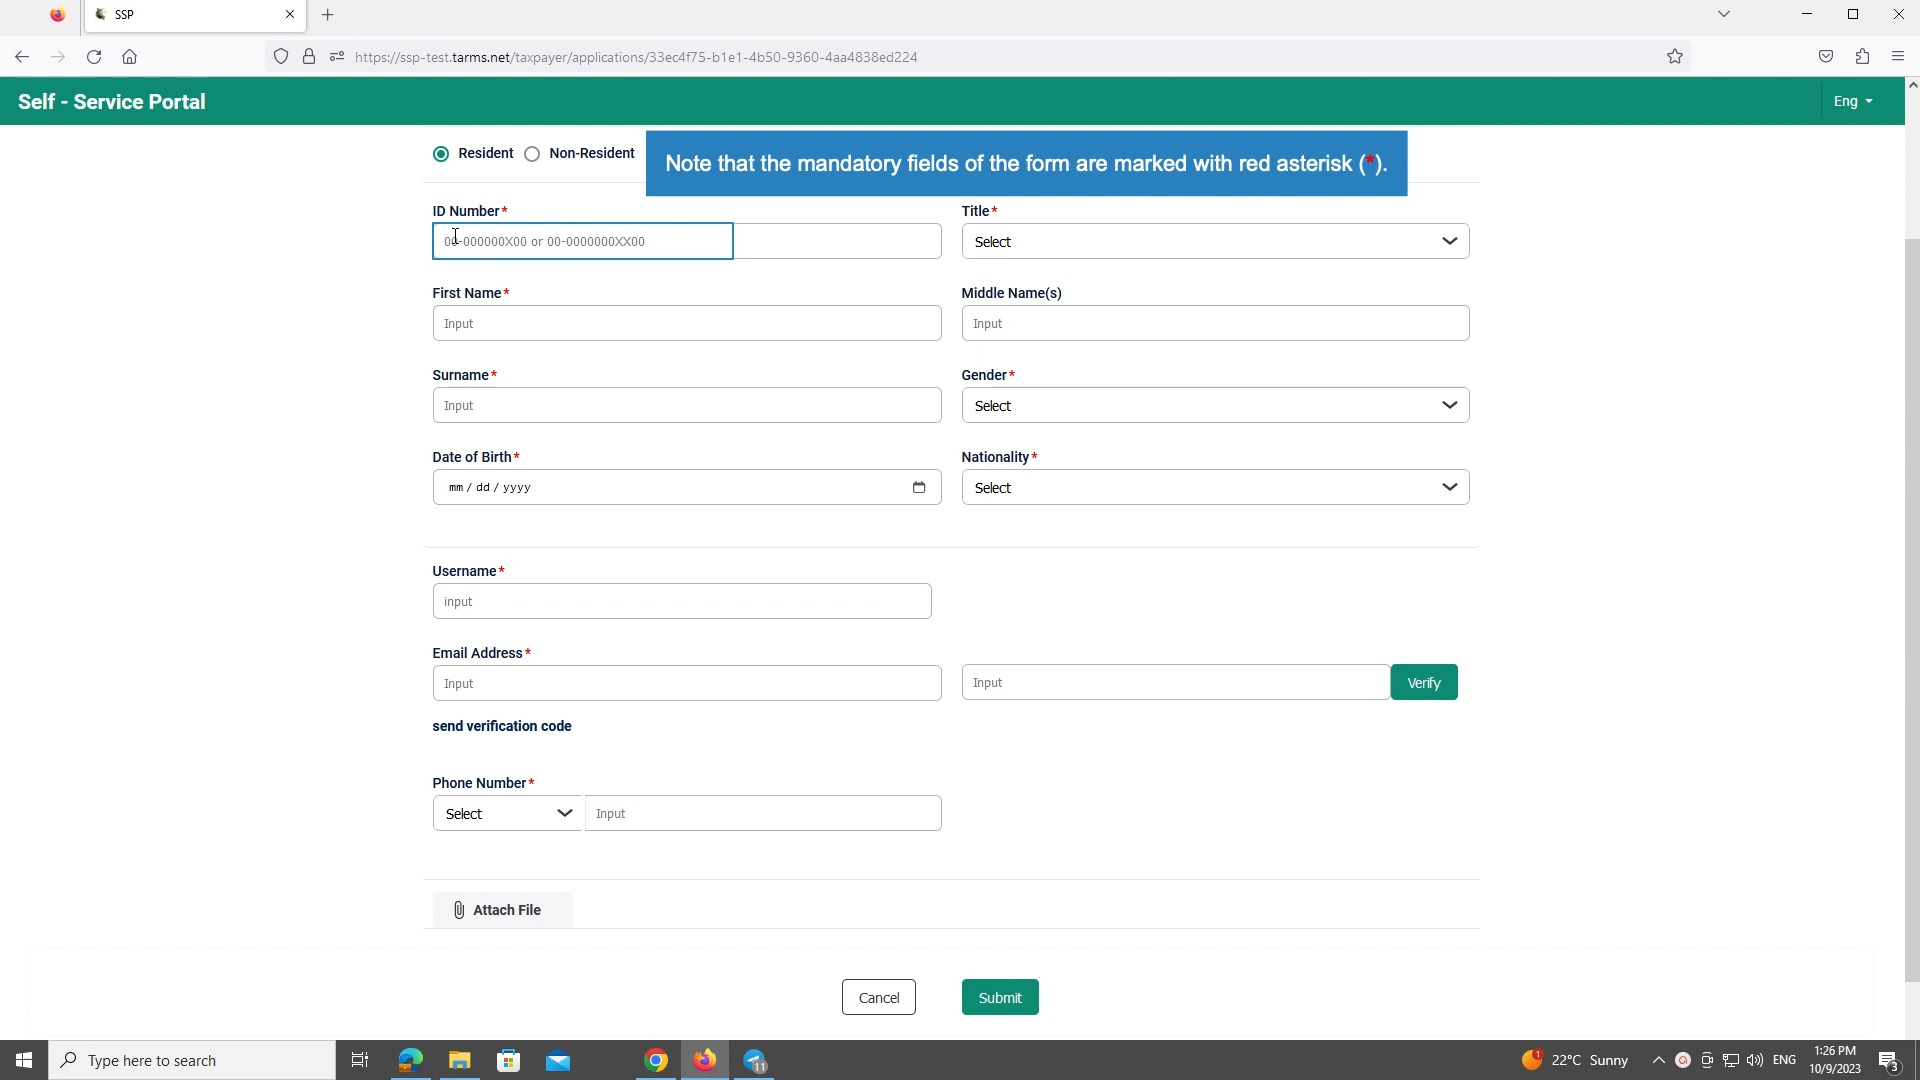 SSP
https://ssp-test.tarms.net/taxpayer/applications/33ec4f75-b1e1-4b50-9360-4aa4838ed224
Self - Service Portal
Eng
Resident
Non-Resident
Note that the mandatory fields of the form are marked with red asterisk (*).
ID Number*
Title*
00-000000X00 or 00-0000000XX00
Select
First Name*
Middle Name(s)
Input
Input
Surname*
Gender*
Input
Select
Date of Birth*
Nationality*
mm / dd / yyyy
Select
Username*
input
Email Address*
Input
Input
Verify
send verification code
Phone Number*
Select
Input
Attach File
Cancel
Submit
Type here to search
11
1
22°C Sunny
ENG
1:26 PM
10/9/2023
3